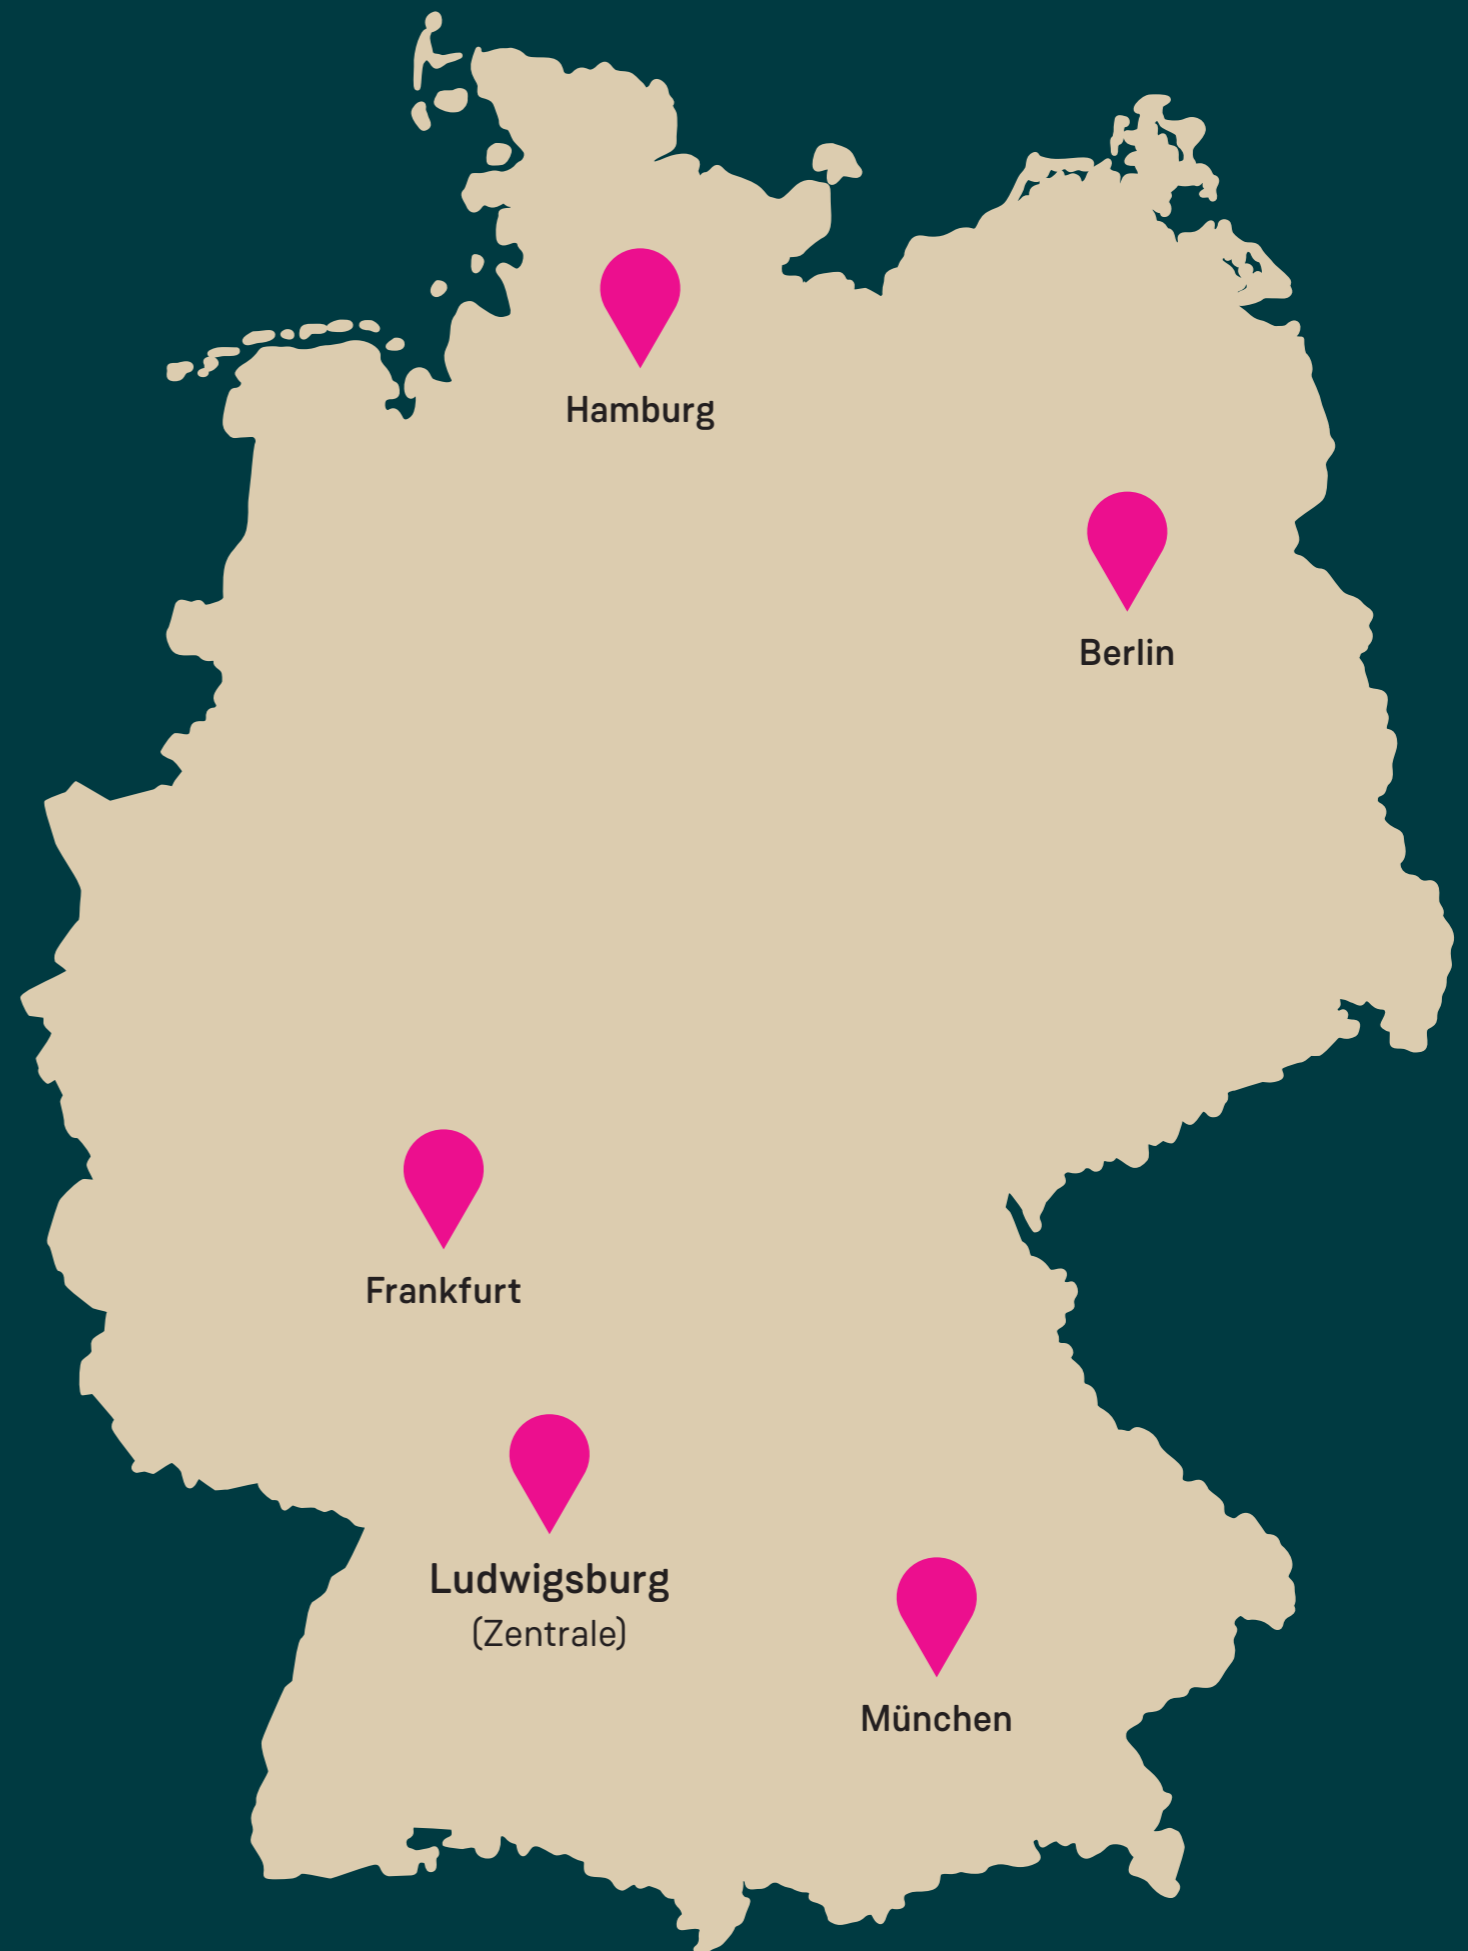 Hamburg
Berlin
Frankfurt
Ludwigsburg
(Zentrale)
München